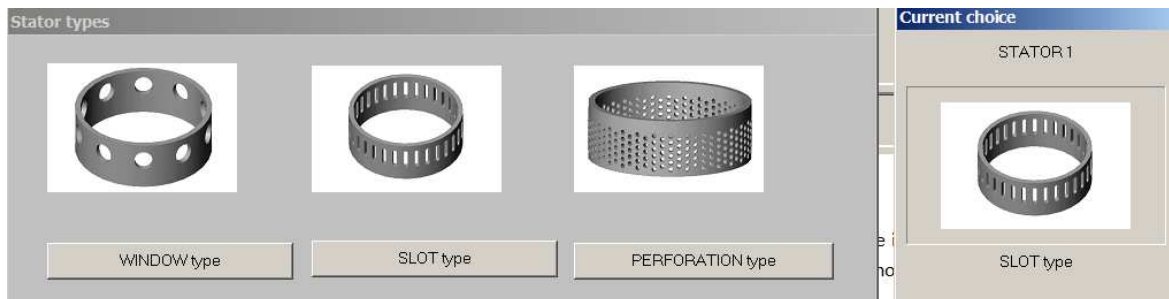 Stator types
WINDOW type
SLOT type
PERFORATION type
Current choice
STATOR 1
SLOT type